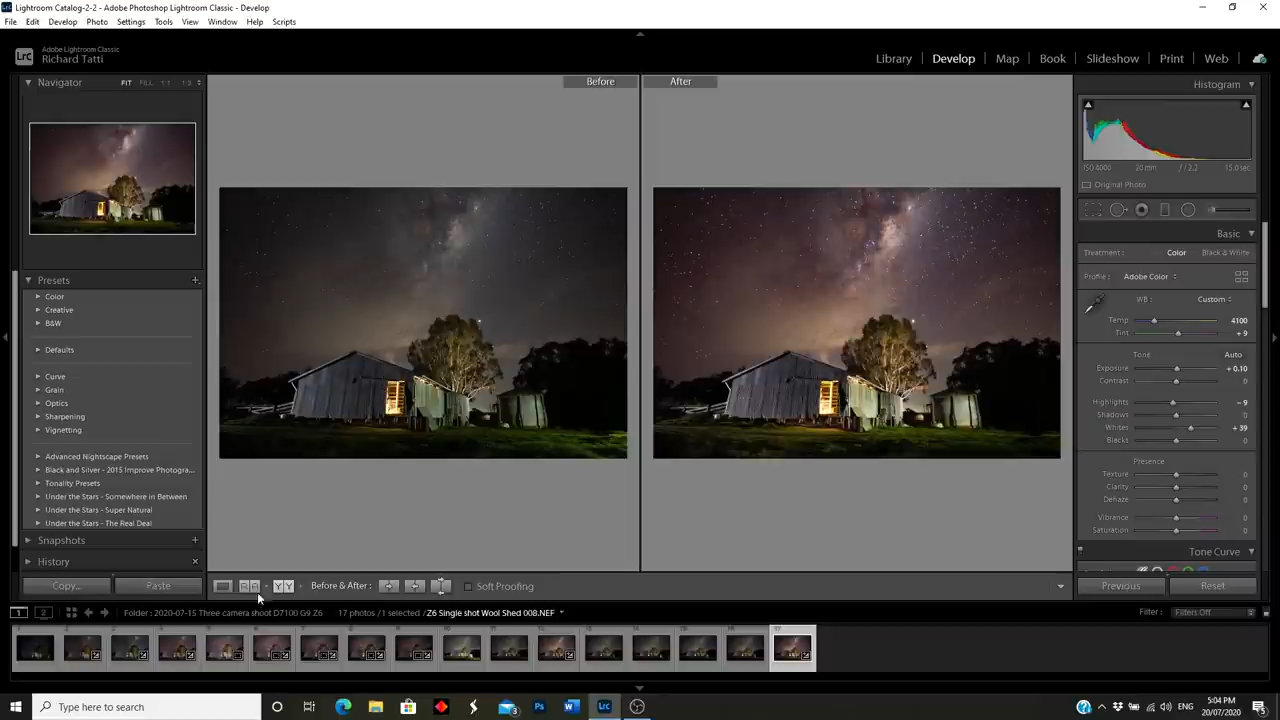 Lightroom Catalog-2-2 - Adobe Photoshop Lightroom Classic - Develop
File Edit Develop Photo Settings Tools View Window Help Scripts
Lrc
Adobe Lightroom Classic
Richard Tatti
Library Develop Map Book Slideshow Print Web
Navigator FIT FILL 1:1
Before
After
Histogram
ISO 4000 20 mm f / 3.2 15.0 sec
Original Photo
Basic
Treatment : Color Black & White
Profile : Adobe Color
WB : Custom
Temp 4100
Tint + 9
Tone Auto
Exposure + 0.10
Contrast 0
Highlights − 9
Shadows 0
Whites + 39
Blacks 0
Presence
Texture 0
Clarity 0
Dehaze 0
Vibrance 0
Saturation 0
Tone Curve
Presets
Color
Creative
B&W
Defaults
Curve
Grain
Optics
Sharpening
Vignetting
Advanced Nightscape Presets
Black and Silver - 2015 Improve Photogra...
Tonality Presets
Under the Stars - Somewhere in Between
Under the Stars - Super Natural
Under the Stars - The Real Deal
Snapshots
History
Copy... Paste
R R Y Y Before & After : Soft Proofing
Previous Reset
1 2 Folder : 2020-07-15 Three camera shoot D7100 G9 Z6 17 photos / 1 selected / Z6 Single shot Wool Shed 008.NEF
Filter : Filters Off
Type here to search
3
Ps
W
Lrc
ENG
5:04 PM
20/07/2020